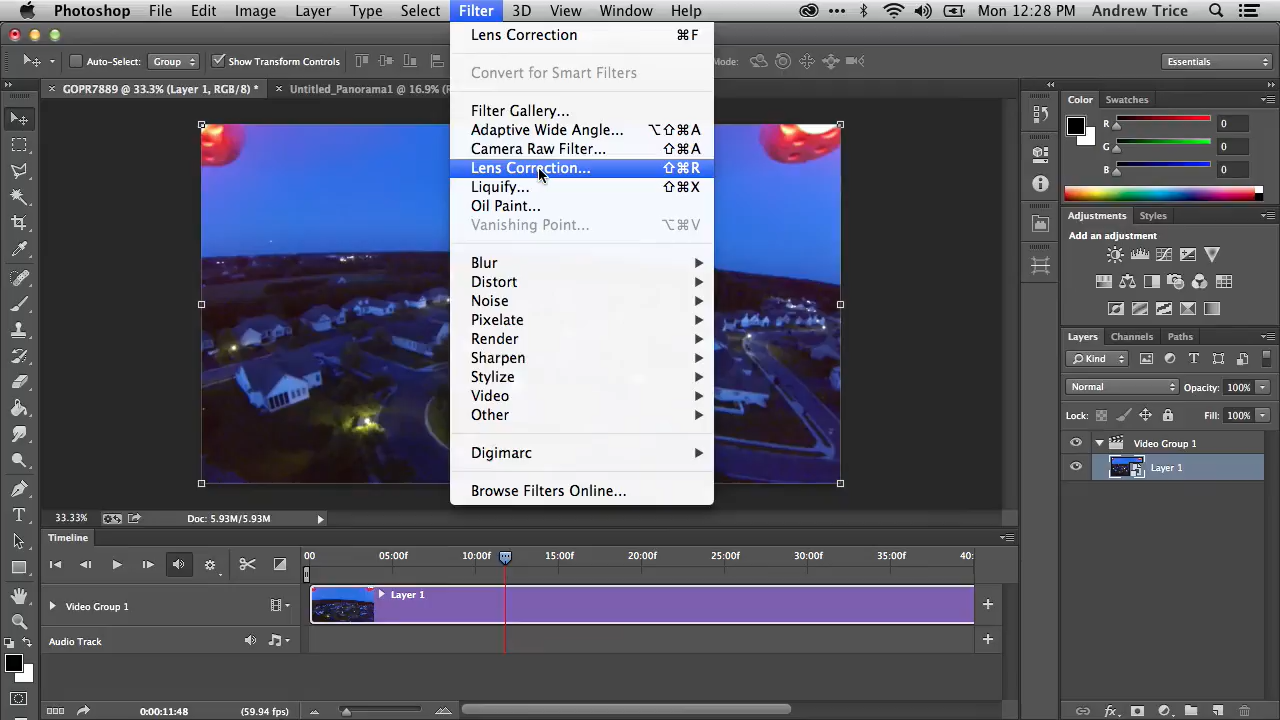 Photoshop File Edit Image Layer Type Select Filter 3D View Window Help Mon 12:28 PM Andrew Trice
Auto-Select: Group Show Transform Controls Mode: Essentials
GOPR7889 @ 33.3% (Layer 1, RGB/8) * Untitled_Panorama1 @ 16.9%
Lens Correction ⌘F
Convert for Smart Filters
Filter Gallery...
Adaptive Wide Angle... ⌥⇧⌘A
Camera Raw Filter... ⇧⌘A
Lens Correction... ⇧⌘R
Liquify... ⇧⌘X
Oil Paint...
Vanishing Point... ⌥⌘V
Blur
Distort
Noise
Pixelate
Render
Sharpen
Stylize
Video
Other
Digimarc
Browse Filters Online...
Color Swatches
R 0
G 0
B 0
Adjustments Styles
Add an adjustment
Layers Channels Paths
Kind
Normal Opacity: 100%
Lock: Fill: 100%
Video Group 1
Layer 1
33.33% Doc: 5.93M/5.93M
Timeline
00 05:00f 10:00f 15:00f 20:00f 25:00f 30:00f 35:00f 40:
Video Group 1 Layer 1
Audio Track
0:00:11:48 (59.94 fps)